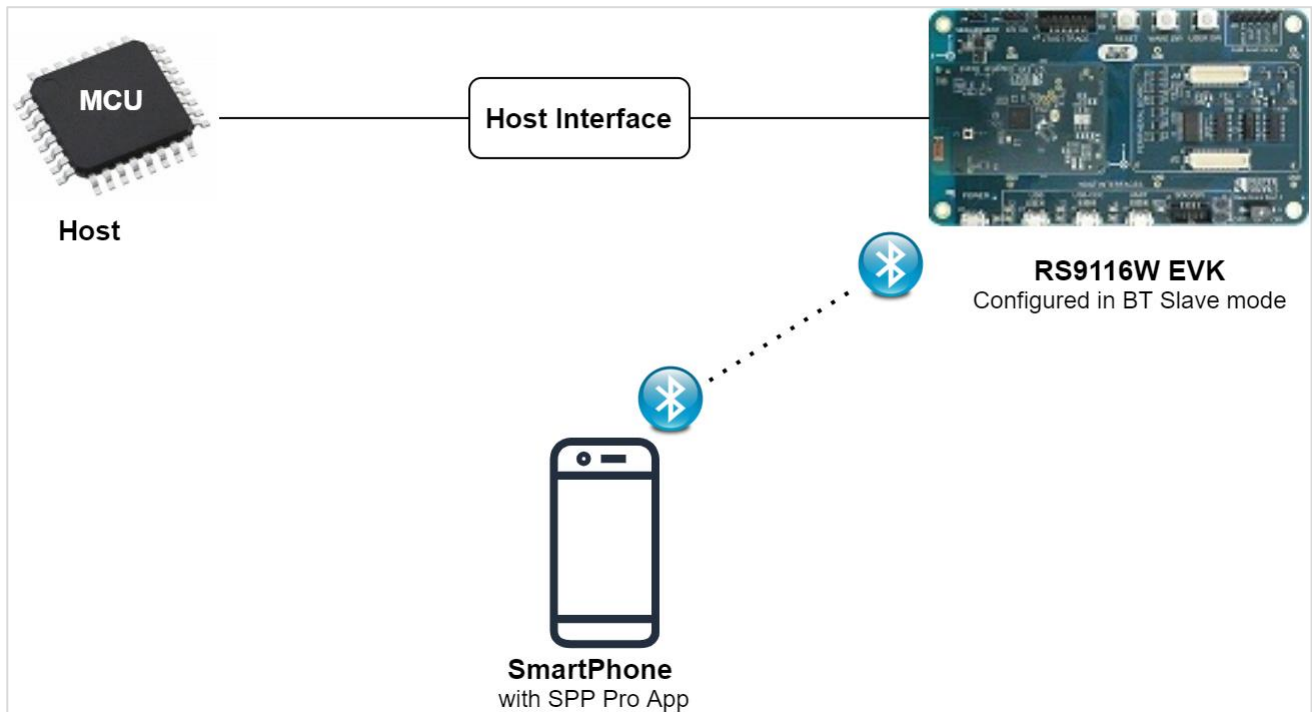 MCU
Host Interface
Host
RS9116W EVK
Configured in BT Slave mode
SmartPhone
with SPP Pro App